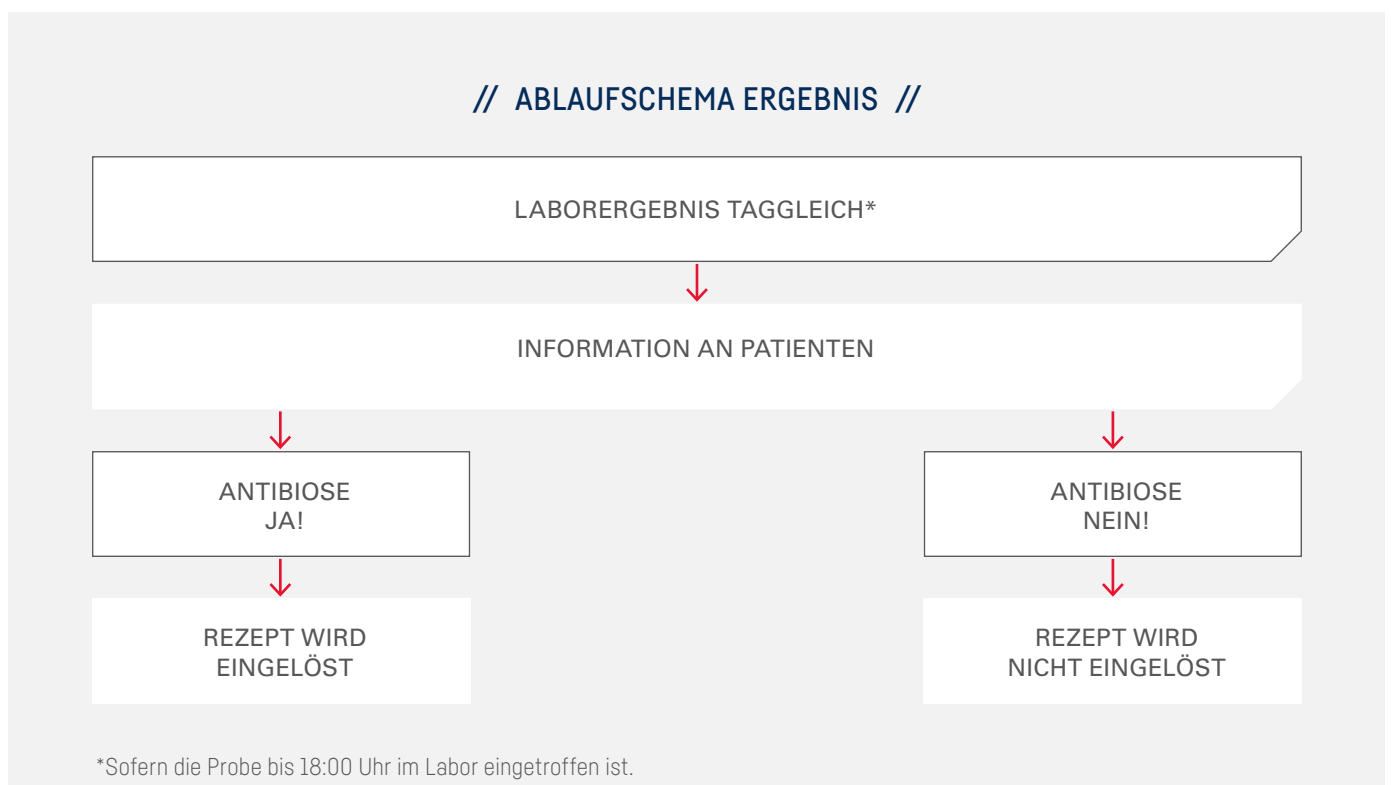 // ABLAUFSCHEMA ERGEBNIS //
LABORERGEBNIS TAGGLEICH*
INFORMATION AN PATIENTEN
ANTIBIOSE
JA!
ANTIBIOSE
NEIN!
REZEPT WIRD
EINGELÖST
REZEPT WIRD
NICHT EINGELÖST
*Sofern die Probe bis 18:00 Uhr im Labor eingetroffen ist.